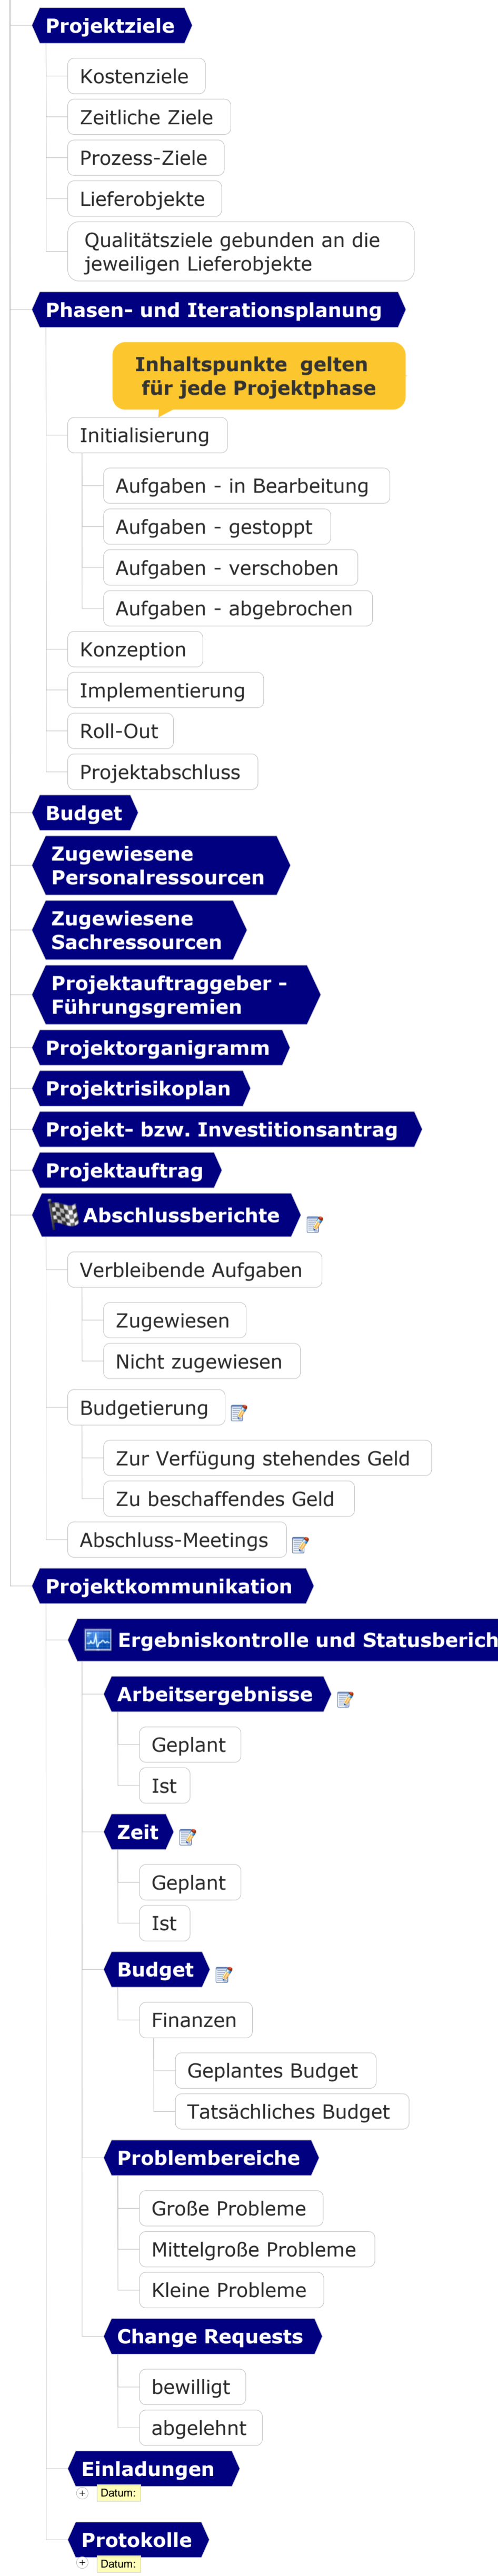 Projektziele
Kostenziele
Zeitliche Ziele
Prozess-Ziele
Lieferobjekte
Qualitätsziele gebunden an die
jeweiligen Lieferobjekte
Phasen- und Iterationsplanung
Inhaltspunkte gelten
für jede Projektphase
Initialisierung
Aufgaben - in Bearbeitung
Aufgaben - gestoppt
Aufgaben - verschoben
Aufgaben - abgebrochen
Konzeption
Implementierung
Roll-Out
Projektabschluss
Budget
Zugewiesene
Personalressourcen
Zugewiesene
Sachressourcen
Projektauftraggeber -
Führungsgremien
Projektorganigramm
Projektrisikoplan
Projekt- bzw. Investitionsantrag
Projektauftrag
Abschlussberichte
Verbleibende Aufgaben
Zugewiesen
Nicht zugewiesen
Budgetierung
Zur Verfügung stehendes Geld
Zu beschaffendes Geld
Abschluss-Meetings
Projektkommunikation
Ergebniskontrolle und Statusberich
Arbeitsergebnisse
Geplant
Ist
Zeit
Geplant
Ist
Budget
Finanzen
Geplantes Budget
Tatsächliches Budget
Problembereiche
Große Probleme
Mittelgroße Probleme
Kleine Probleme
Change Requests
bewilligt
abgelehnt
Einladungen
Datum:
Protokolle
Datum: